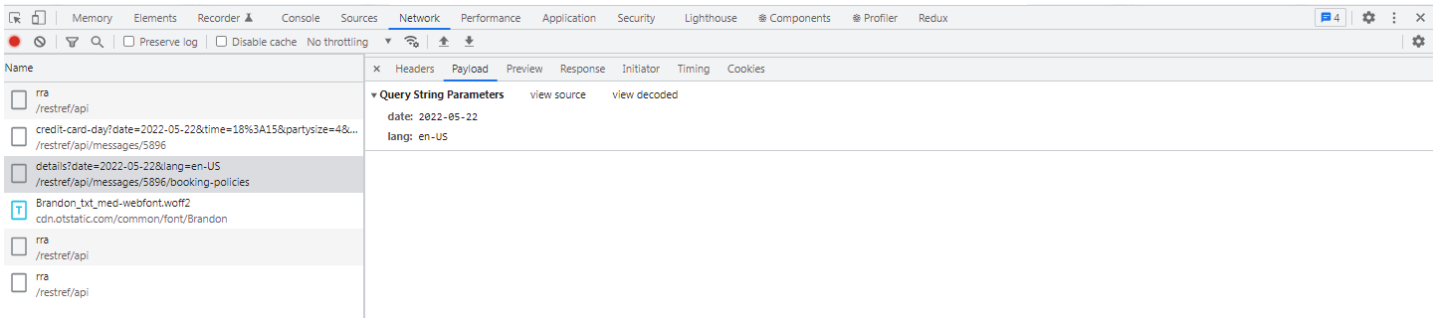 Memory Elements Recorder Console Sources Network Performance Application Security Lighthouse Components Profiler Redux 4
Preserve log Disable cache No throttling
Name
Headers Payload Preview Response Initiator Timing Cookies
rra
/restref/api
Query String Parameters view source view decoded
date: 2022-05-22
lang: en-US
credit-card-day?date=2022-05-22&time=18%3A15&partysize=4&...
/restref/api/messages/5896
details?date=2022-05-22&lang=en-US
/restref/api/messages/5896/booking-policies
T
Brandon_txt_med-webfont.woff2
cdn.otstatic.com/common/font/Brandon
rra
/restref/api
rra
/restref/api